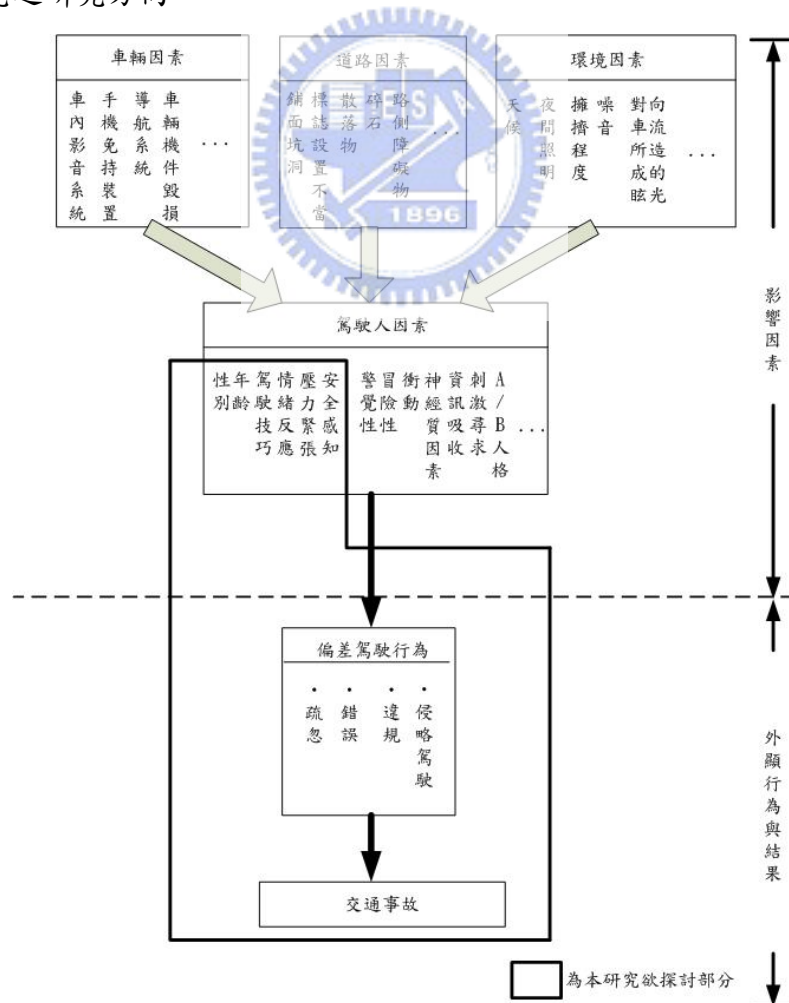 究之研究方向
車輛因素
車內影音系統
手機免持裝置
導航系統
車輛機件毀損
...
道路因素
鋪面坑洞
標誌設置不當
散落物
碎石
路側障礙物
...
環境因素
天候
夜間照明
擁擠程度
噪音
對向車流所造成的眩光
...
1896
駕駛人因素
性別
年齡
駕駛技巧
情緒反應
壓力緊張
安全感知
警覺性
冒險性
衝動
神經質因素
資訊吸收
刺激尋求
A/B人格
...
影響因素
偏差駕駛行為
・疏忽
・錯誤
・違規
・侵略駕駛
外顯行為與結果
交通事故
為本研究欲探討部分